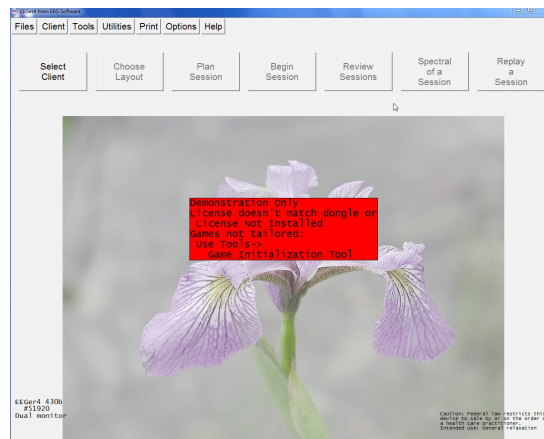 EEGer4 from EEG Software
Files Client Tools Utilities Print Options Help
Select Client
Choose Layout
Plan Session
Begin Session
Review Sessions
Spectral of a Session
Replay a Session
Demonstration Only
License doesn't match dongle or
License Not Installed
Games not tailored:
Use Tools->
Game Initialization Tool
EEGer4 430b
#51920
Dual monitor
Caution: Federal law restricts this
device to sale by or on the order
a health care practitioner.
Intended use: General relaxation